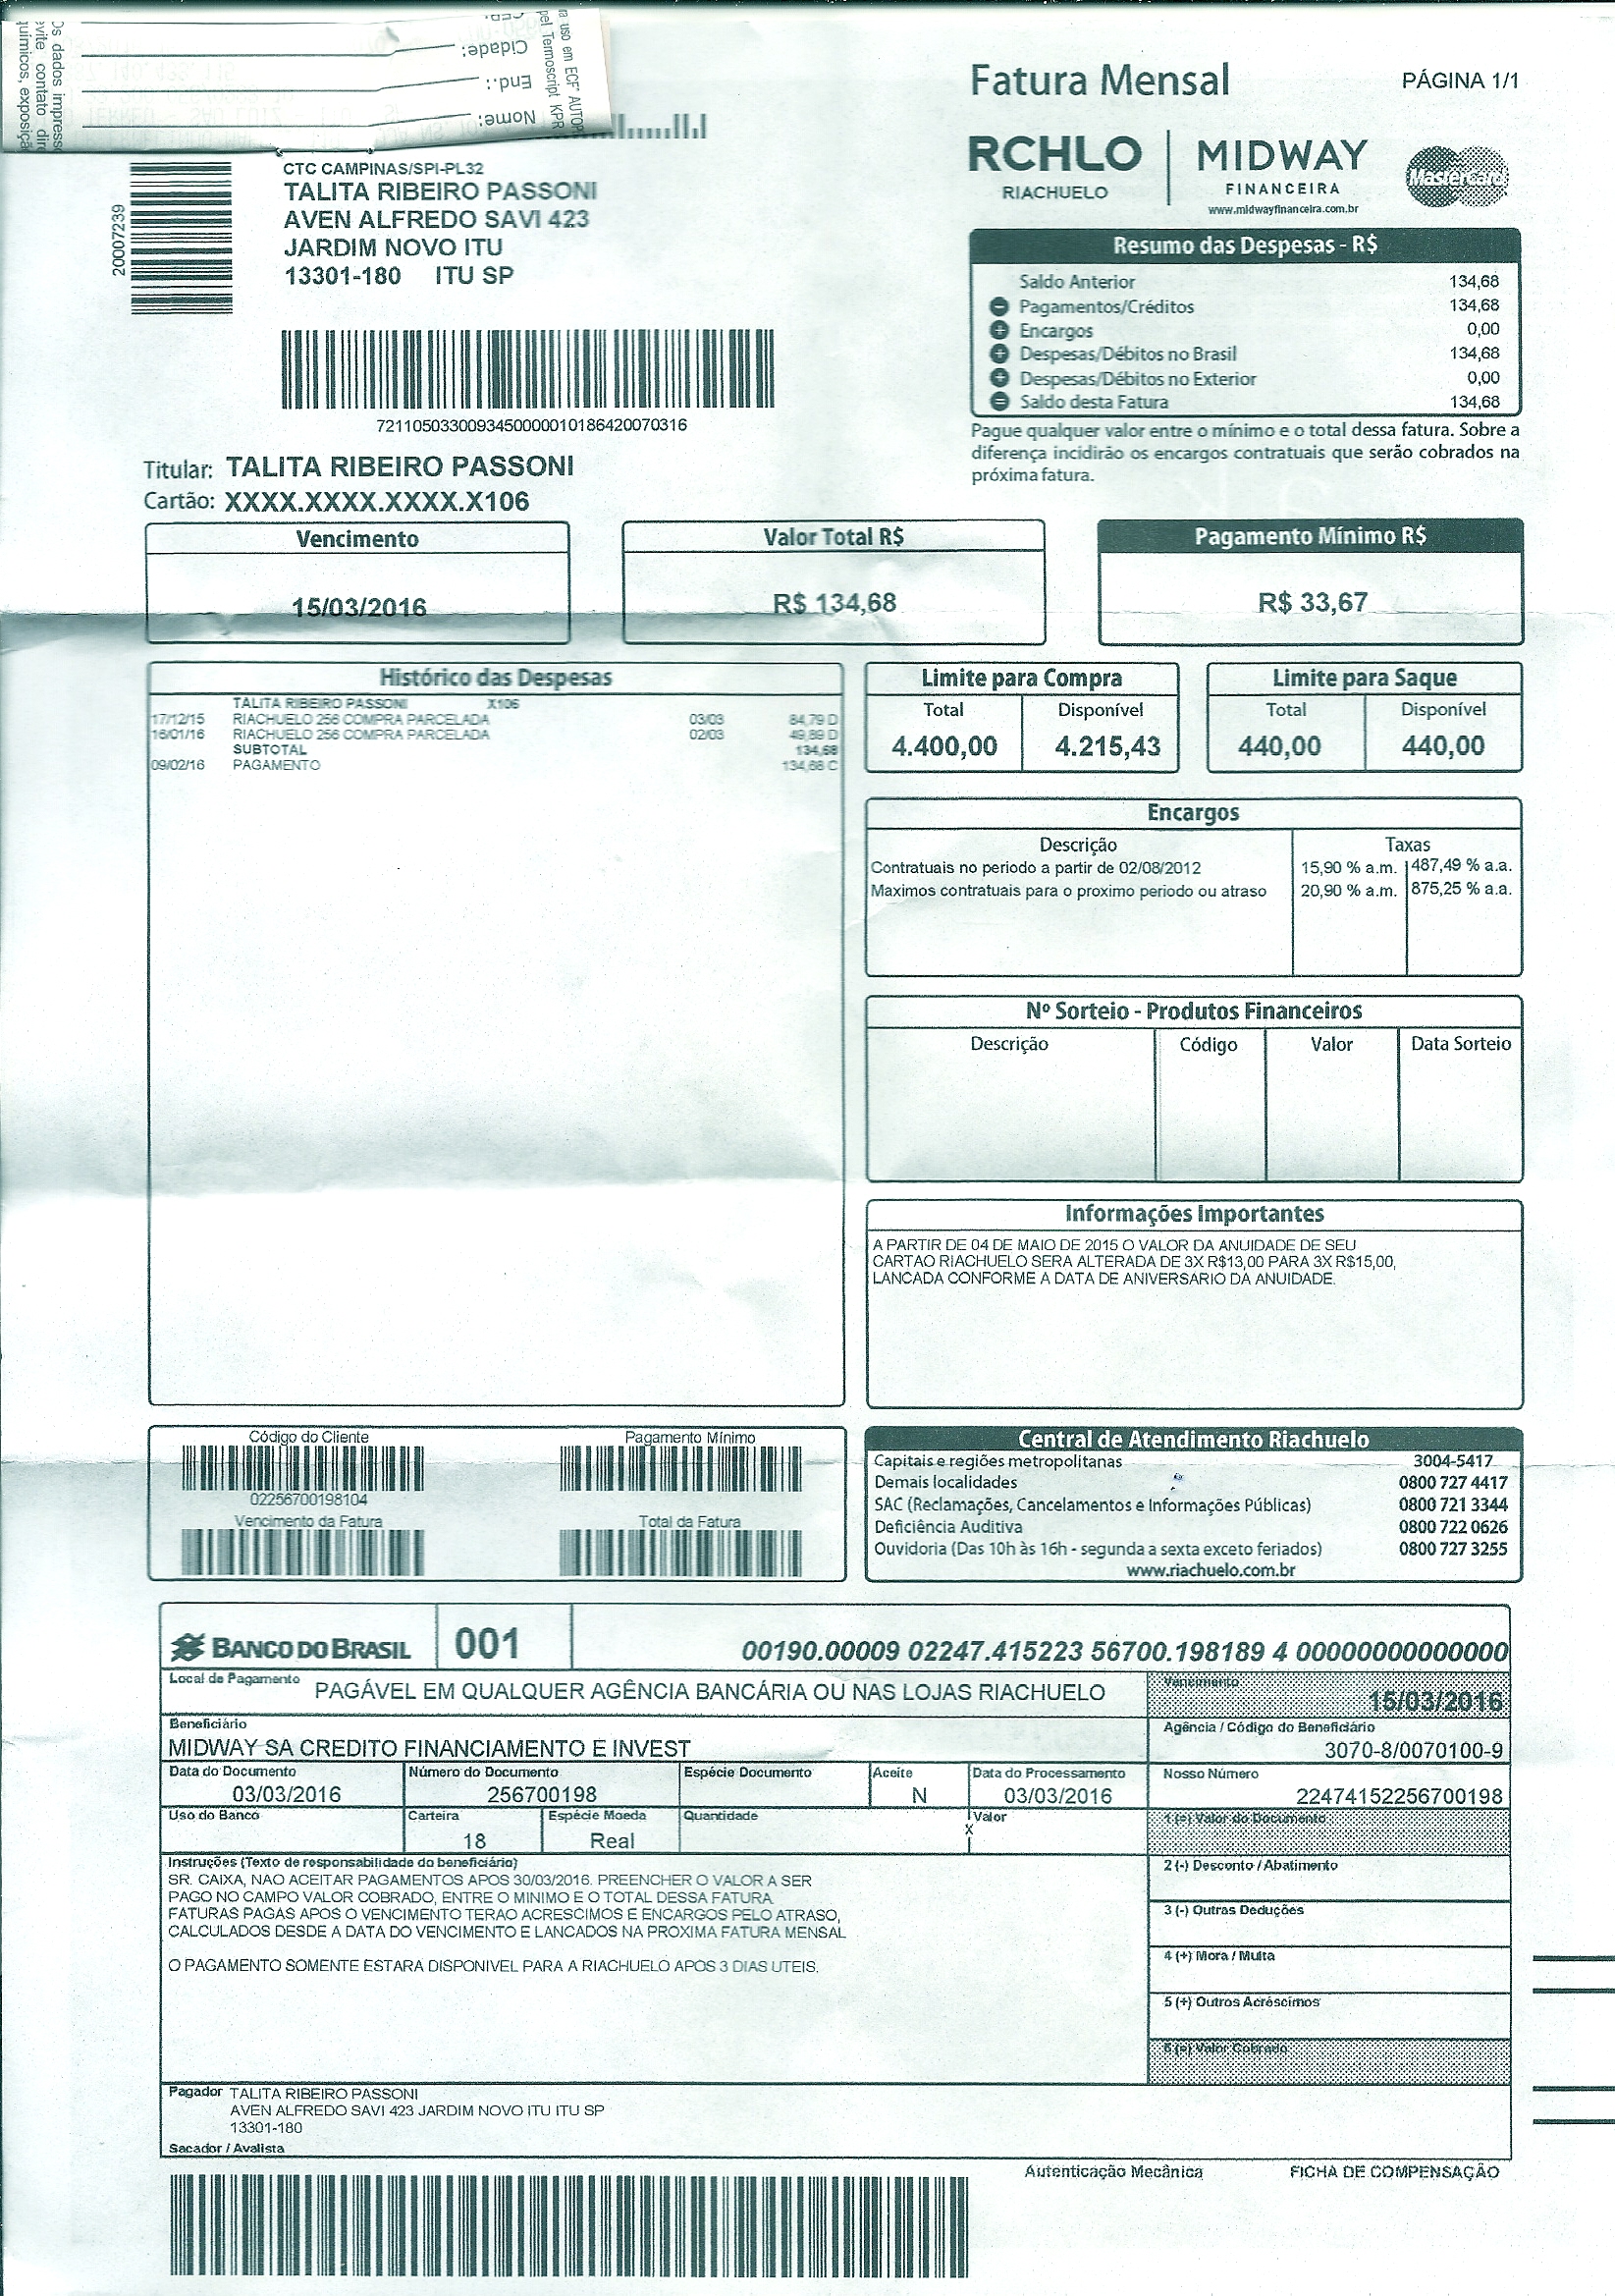 Os dados impress
vite contato dir
químicos, exposiçã
Nome:
End.:
Cidade:
ra uso em ECF AUTOP
pel Termoscript KPR
Fatura Mensal
PÁGINA 1/1
RCHLO
RIACHUELO
MIDWAY
FINANCEIRA
www.midwayfinanceira.com.br
MasterCard
20007239
CTC CAMPINAS/SPI-PL32
TALITA RIBEIRO PASSONI
AVEN ALFREDO SAVI 423
JARDIM NOVO ITU
13301-180 ITU SP
7211050330093450000010186420070316
Resumo das Despesas - R$
Saldo Anterior 134,68
Pagamentos/Créditos 134,68
Encargos 0,00
Despesas/Débitos no Brasil 134,68
Despesas/Débitos no Exterior 0,00
Saldo desta Fatura 134,68
Pague qualquer valor entre o mínimo e o total dessa fatura. Sobre a
diferença incidirão os encargos contratuais que serão cobrados na
próxima fatura.
Titular: TALITA RIBEIRO PASSONI
Cartão: XXXX.XXXX.XXXX.X106
Vencimento
15/03/2016
Valor Total R$
R$ 134,68
Pagamento Mínimo R$
R$ 33,67
Histórico das Despesas
TALITA RIBEIRO PASSONI X106
17/12/15 RIACHUELO 256 COMPRA PARCELADA 03/03 84,79 D
16/01/16 RIACHUELO 256 COMPRA PARCELADA 02/03 49,89 D
SUBTOTAL 134,68
09/02/16 PAGAMENTO 134,68 C
Limite para Compra
Total Disponível
4.400,00 4.215,43
Limite para Saque
Total Disponível
440,00 440,00
Encargos
Descrição Taxas
Contratuais no periodo a partir de 02/08/2012 15,90 % a.m. 487,49 % a.a.
Maximos contratuais para o proximo periodo ou atraso 20,90 % a.m. 875,25 % a.a.
Nº Sorteio - Produtos Financeiros
Descrição Código Valor Data Sorteio
Informações Importantes
A PARTIR DE 04 DE MAIO DE 2015 O VALOR DA ANUIDADE DE SEU
CARTAO RIACHUELO SERA ALTERADA DE 3X R$13,00 PARA 3X R$15,00,
LANCADA CONFORME A DATA DE ANIVERSARIO DA ANUIDADE.
Código do Cliente Pagamento Mínimo
02256700198104
Vencimento da Fatura Total da Fatura
Central de Atendimento Riachuelo
Capitais e regiões metropolitanas 3004-5417
Demais localidades 0800 727 4417
SAC (Reclamações, Cancelamentos e Informações Públicas) 0800 721 3344
Deficiência Auditiva 0800 722 0626
Ouvidoria (Das 10h às 16h - segunda a sexta exceto feriados) 0800 727 3255
www.riachuelo.com.br
BANCO DO BRASIL 001 00190.00009 02247.415223 56700.198189 4 00000000000000
Local de Pagamento PAGÁVEL EM QUALQUER AGÊNCIA BANCÁRIA OU NAS LOJAS RIACHUELO
Vencimento
15/03/2016
Beneficiário
MIDWAY SA CREDITO FINANCIAMENTO E INVEST
Agência / Código do Beneficiário
3070-8/0070100-9
Data do Documento Número do Documento Espécie Documento Aceite Data do Processamento Nosso Número
03/03/2016 256700198 N 03/03/2016 22474152256700198
Uso do Banco Carteira Espécie Moeda Quantidade Valor 1 (=) Valor do Documento
18 Real X
Instruções (Texto de responsabilidade do beneficiário)
SR. CAIXA, NAO ACEITAR PAGAMENTOS APOS 30/03/2016. PREENCHER O VALOR A SER
PAGO NO CAMPO VALOR COBRADO, ENTRE O MINIMO E O TOTAL DESSA FATURA.
FATURAS PAGAS APOS O VENCIMENTO TERAO ACRESCIMOS E ENCARGOS PELO ATRASO,
CALCULADOS DESDE A DATA DO VENCIMENTO E LANCADOS NA PROXIMA FATURA MENSAL
O PAGAMENTO SOMENTE ESTARA DISPONIVEL PARA A RIACHUELO APOS 3 DIAS UTEIS.
2 (-) Desconto / Abatimento
3 (-) Outras Deduções
4 (+) Mora / Multa
5 (+) Outros Acréscimos
6 (=) Valor Cobrado
Pagador TALITA RIBEIRO PASSONI
AVEN ALFREDO SAVI 423 JARDIM NOVO ITU ITU SP
13301-180
Sacador / Avalista
Autenticação Mecânica FICHA DE COMPENSAÇÃO